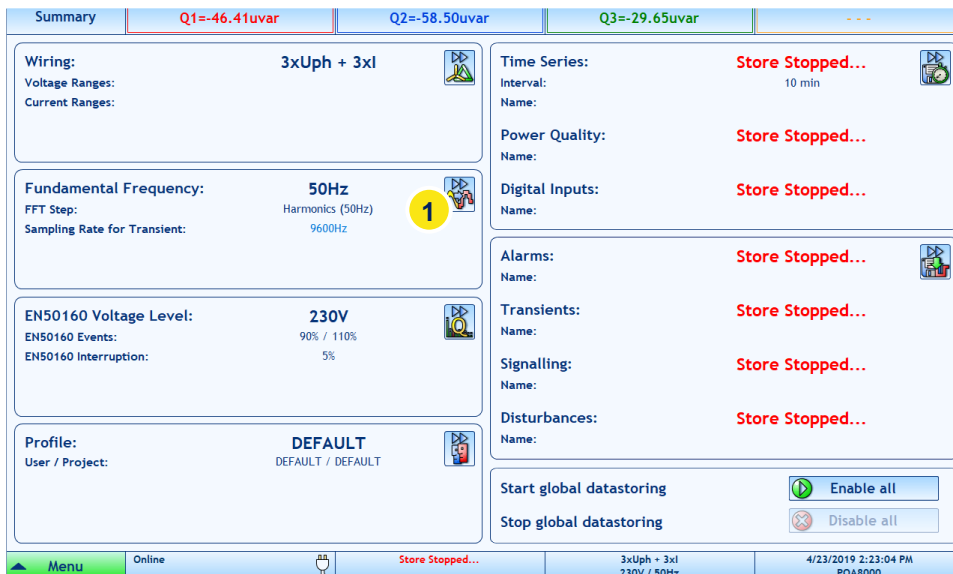 Summary
Q1=-46.41uvar
Q2=-58.50uvar
Q3=-29.65uvar
- - -
Wiring: 3xUph + 3xI
Voltage Ranges:
Current Ranges:
Fundamental Frequency: 50Hz
FFT Step: Harmonics (50Hz)
Sampling Rate for Transient: 9600Hz
1
EN50160 Voltage Level: 230V
EN50160 Events: 90% / 110%
EN50160 Interruption: 5%
Profile: DEFAULT
User / Project: DEFAULT / DEFAULT
Time Series: Store Stopped...
Interval: 10 min
Name:
Power Quality: Store Stopped...
Name:
Digital Inputs: Store Stopped...
Name:
Alarms: Store Stopped...
Name:
Transients: Store Stopped...
Name:
Signalling: Store Stopped...
Name:
Disturbances: Store Stopped...
Name:
Start global datastoring Enable all
Stop global datastoring Disable all
Menu
Online
Store Stopped...
3xUph + 3xI
230V / 50Hz
4/23/2019 2:23:04 PM
PQA8000